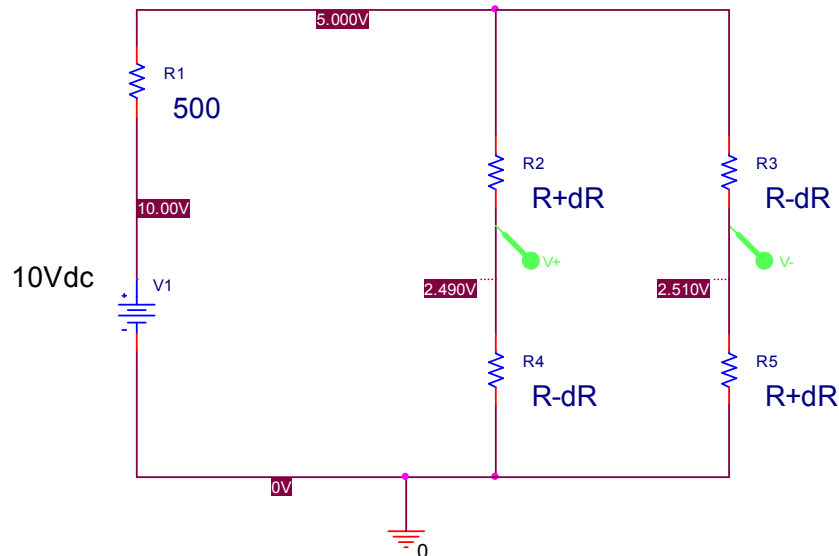 5.000V
R1
500
R2
R+dR
R3
R-dR
10.00V
V+
V-
10Vdc
V1
+
-
2.490V
2.510V
R4
R-dR
R5
R+dR
0V
0